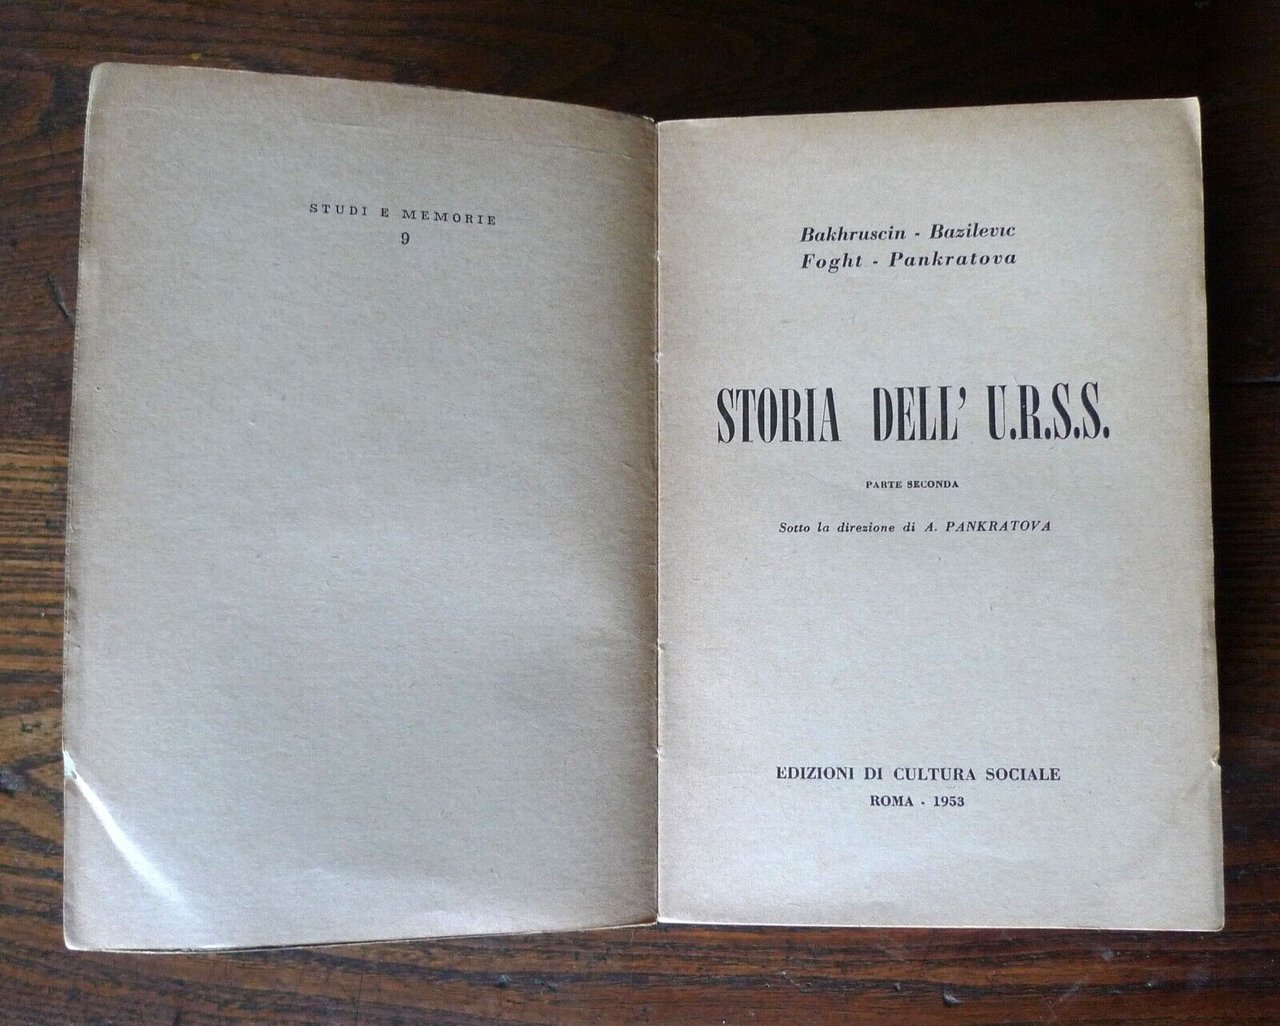 STUDI E MEMORIE
9
Bakhruscin - Bazilevic
Foght - Pankratova
STORIA DELL' U.R.S.S.
PARTE SECONDA
Sotto la direzione di A. PANKRATOVA
EDIZIONI DI CULTURA SOCIALE
ROMA - 1953